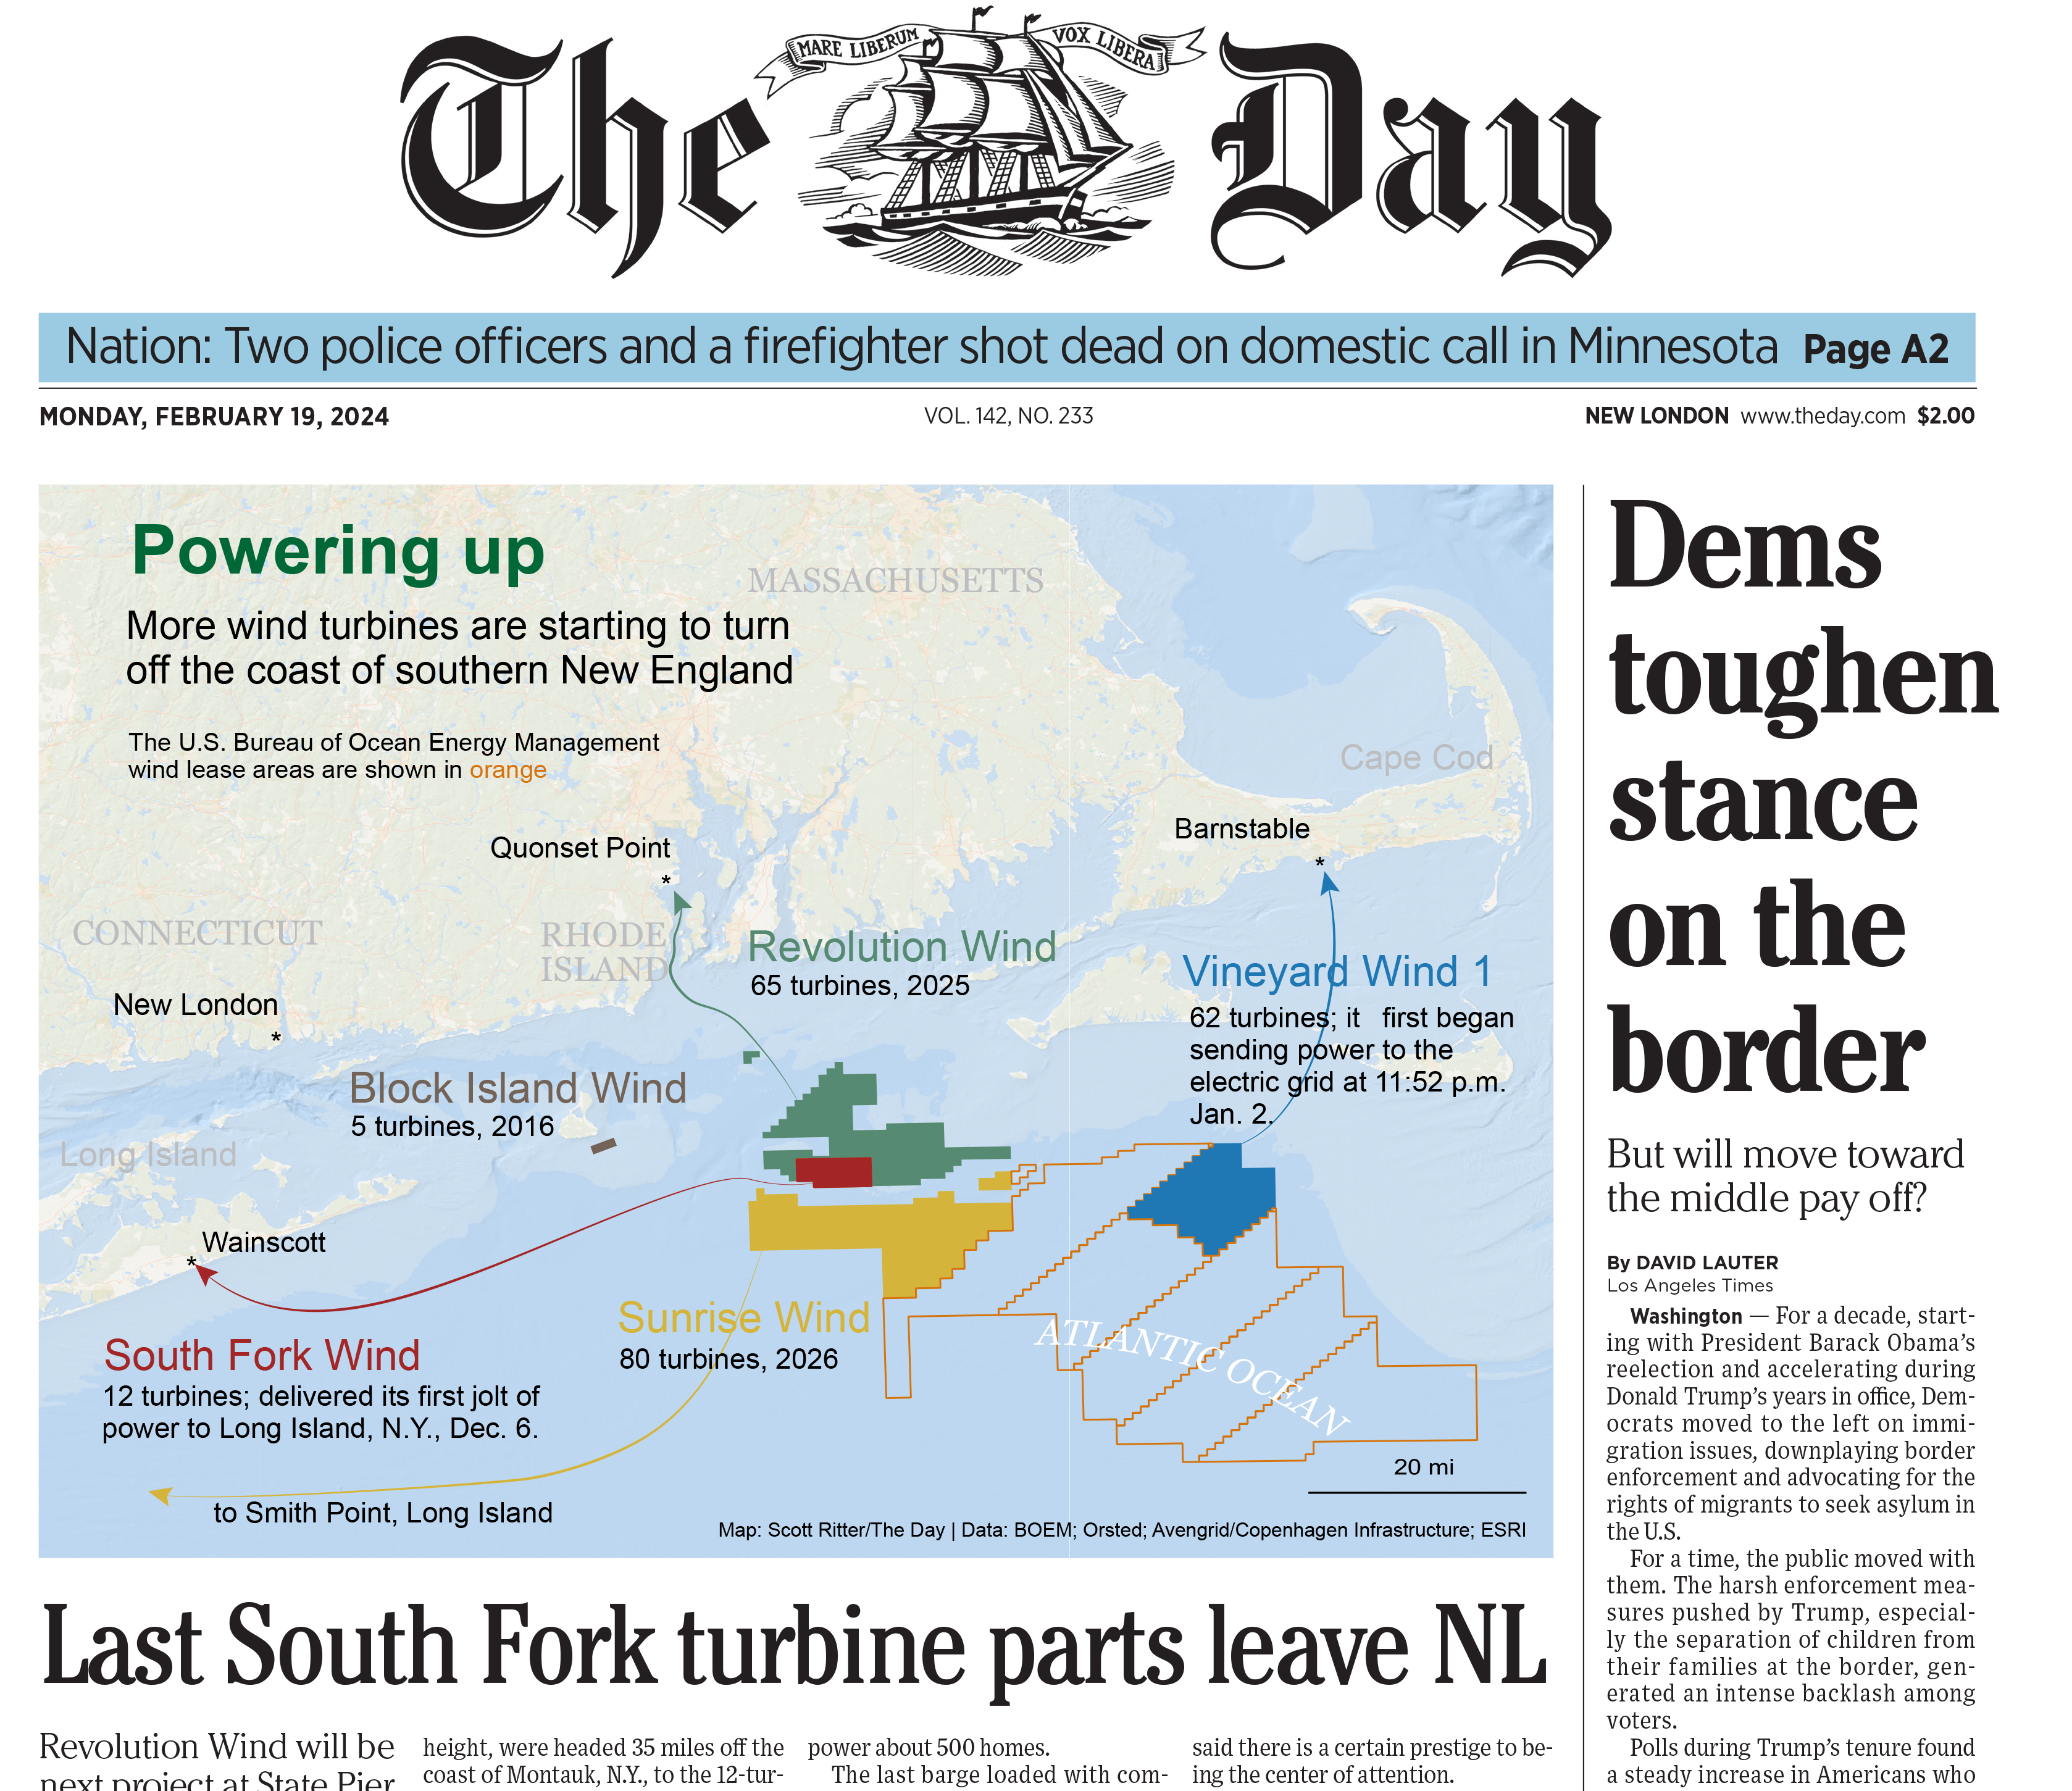 The Day
MARE LIBERUM
VOX LIBERA
Nation: Two police officers and a firefighter shot dead on domestic call in Minnesota Page A2
MONDAY, FEBRUARY 19, 2024
VOL. 142, NO. 233
NEW LONDON www.theday.com $2.00
Powering up
More wind turbines are starting to turn
off the coast of southern New England
The U.S. Bureau of Ocean Energy Management
wind lease areas are shown in orange
MASSACHUSETTS
Cape Cod
Barnstable
*
Quonset Point
*
CONNECTICUT
RHODE
ISLAND
New London
*
Revolution Wind
65 turbines, 2025
Vineyard Wind 1
62 turbines; it first began
sending power to the
electric grid at 11:52 p.m.
Jan. 2.
Block Island Wind
5 turbines, 2016
Long Island
Wainscott
*
South Fork Wind
12 turbines; delivered its first jolt of
power to Long Island, N.Y., Dec. 6.
Sunrise Wind
80 turbines, 2026
to Smith Point, Long Island
ATLANTIC OCEAN
20 mi
Map: Scott Ritter/The Day | Data: BOEM; Orsted; Avengrid/Copenhagen Infrastructure; ESRI
Last South Fork turbine parts leave NL
Revolution Wind will be
next project at State Pier
height, were headed 35 miles off the
coast of Montauk, N.Y., to the 12-tur-
power about 500 homes.
The last barge loaded with com-
said there is a certain prestige to be-
ing the center of attention.
Dems
toughen
stance
on the
border
But will move toward
the middle pay off?
By DAVID LAUTER
Los Angeles Times
Washington — For a decade, start-
ing with President Barack Obama’s
reelection and accelerating during
Donald Trump’s years in office, Dem-
ocrats moved to the left on immi-
gration issues, downplaying border
enforcement and advocating for the
rights of migrants to seek asylum in
the U.S.
For a time, the public moved with
them. The harsh enforcement mea-
sures pushed by Trump, especial-
ly the separation of children from
their families at the border, gen-
erated an intense backlash among
voters.
Polls during Trump’s tenure found
a steady increase in Americans who